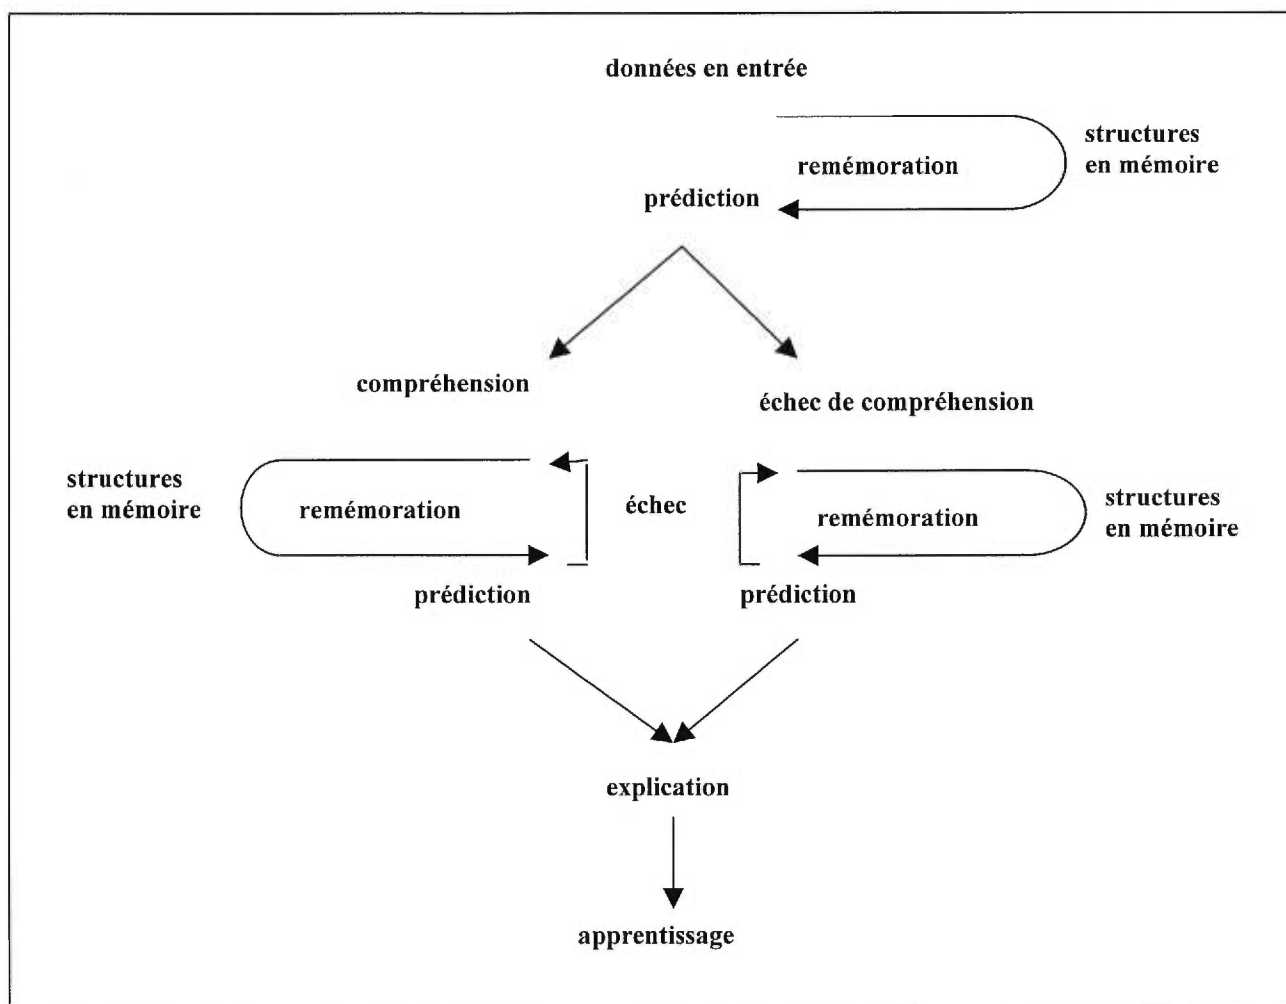 données en entrée
structures
en mémoire
remémoration
prédiction
compréhension
échec de compréhension
structures
en mémoire
remémoration
échec
remémoration
structures
en mémoire
prédiction
prédiction
explication
apprentissage